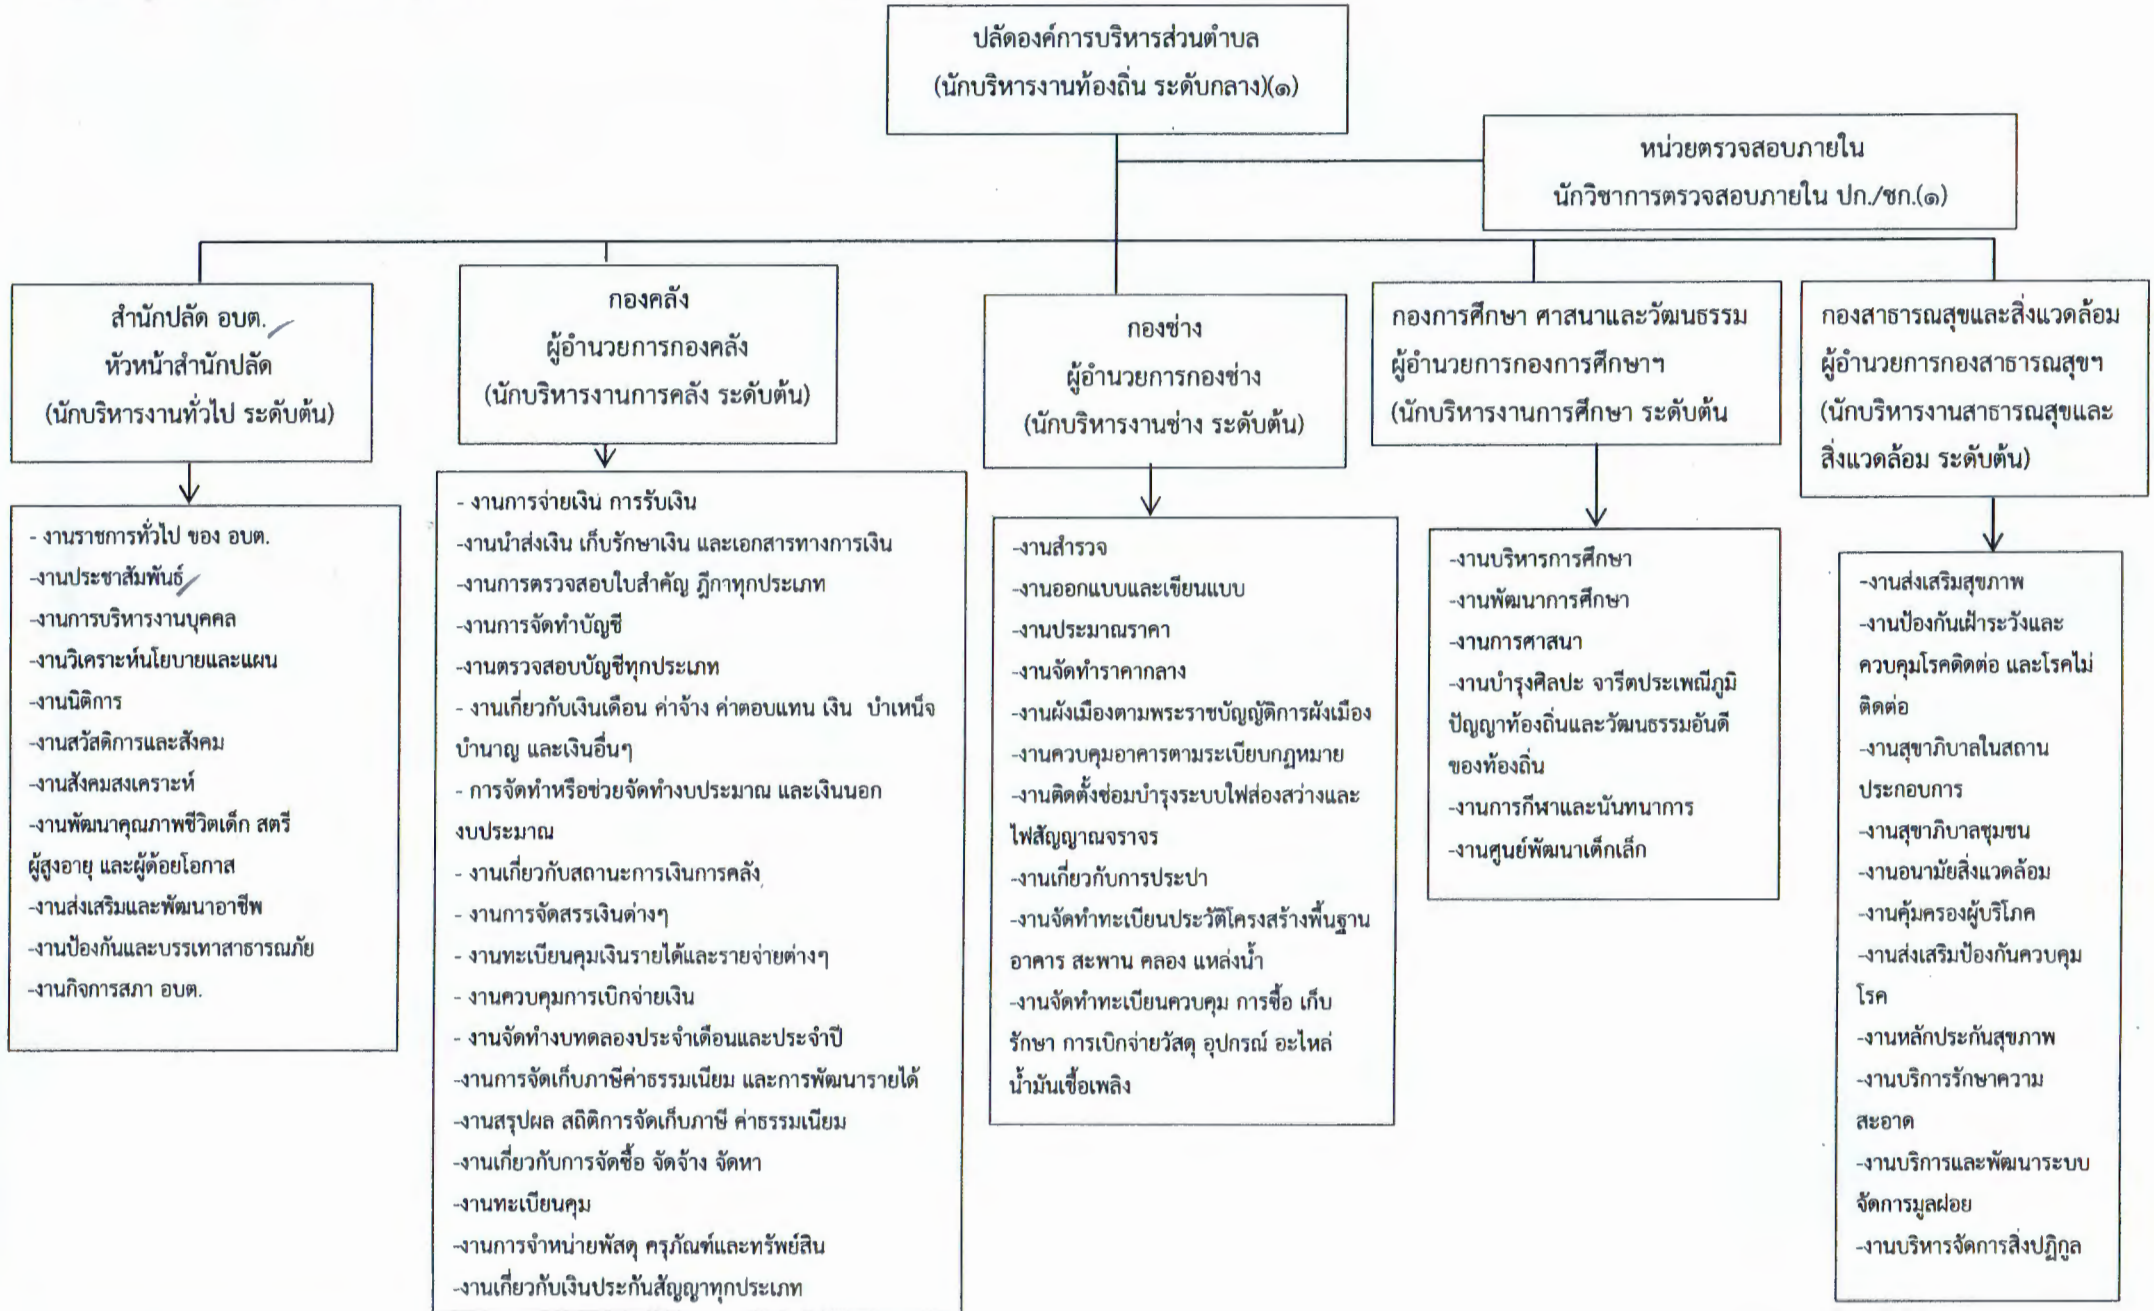 ปลัดองค์การบริหารส่วนตำบล
(นักบริหารงานท้องถิ่น ระดับกลาง)(๑)
หน่วยตรวจสอบภายใน
นักวิชาการตรวจสอบภายใน ปก./ชก.(๑)
สำนักปลัด อบต.
หัวหน้าสำนักปลัด
(นักบริหารงานทั่วไป ระดับต้น)
- งานราชการทั่วไป ของ อบต.
-งานประชาสัมพันธ์
-งานการบริหารงานบุคคล
-งานวิเคราะห์นโยบายและแผน
-งานนิติการ
-งานสวัสดิการและสังคม
-งานสังคมสงเคราะห์
-งานพัฒนาคุณภาพชีวิตเด็ก สตรี
ผู้สูงอายุ และผู้ด้อยโอกาส
-งานส่งเสริมและพัฒนาอาชีพ
-งานป้องกันและบรรเทาสาธารณภัย
-งานกิจการสภา อบต.
กองคลัง
ผู้อำนวยการกองคลัง
(นักบริหารงานการคลัง ระดับต้น)
- งานการจ่ายเงิน การรับเงิน
-งานนำส่งเงิน เก็บรักษาเงิน และเอกสารทางการเงิน
-งานการตรวจสอบใบสำคัญ ฎีกาทุกประเภท
-งานการจัดทำบัญชี
-งานตรวจสอบบัญชีทุกประเภท
- งานเกี่ยวกับเงินเดือน ค่าจ้าง ค่าตอบแทน เงิน บำเหน็จ
บำนาญ และเงินอื่นๆ
- การจัดทำหรือช่วยจัดทำงบประมาณ และเงินนอก
งบประมาณ
- งานเกี่ยวกับสถานะการเงินการคลัง
- งานการจัดสรรเงินต่างๆ
- งานทะเบียนคุมเงินรายได้และรายจ่ายต่างๆ
- งานควบคุมการเบิกจ่ายเงิน
- งานจัดทำงบทดลองประจำเดือนและประจำปี
-งานการจัดเก็บภาษีค่าธรรมเนียม และการพัฒนารายได้
-งานสรุปผล สถิติการจัดเก็บภาษี ค่าธรรมเนียม
-งานเกี่ยวกับการจัดซื้อ จัดจ้าง จัดหา
-งานทะเบียนคุม
-งานการจำหน่ายพัสดุ ครุภัณฑ์และทรัพย์สิน
-งานเกี่ยวกับเงินประกันสัญญาทุกประเภท
กองช่าง
ผู้อำนวยการกองช่าง
(นักบริหารงานช่าง ระดับต้น)
-งานสำรวจ
-งานออกแบบและเขียนแบบ
-งานประมาณราคา
-งานจัดทำราคากลาง
-งานผังเมืองตามพระราชบัญญัติการผังเมือง
-งานควบคุมอาคารตามระเบียบกฎหมาย
-งานติดตั้งซ่อมบำรุงระบบไฟส่องสว่างและ
ไฟสัญญาณจราจร
-งานเกี่ยวกับการประปา
-งานจัดทำทะเบียนประวัติโครงสร้างพื้นฐาน
อาคาร สะพาน คลอง แหล่งน้ำ
-งานจัดทำทะเบียนควบคุม การซื้อ เก็บ
รักษา การเบิกจ่ายวัสดุ อุปกรณ์ อะไหล่
น้ำมันเชื้อเพลิง
กองการศึกษา ศาสนาและวัฒนธรรม
ผู้อำนวยการกองการศึกษาฯ
(นักบริหารงานการศึกษา ระดับต้น
-งานบริหารการศึกษา
-งานพัฒนาการศึกษา
-งานการศาสนา
-งานบำรุงศิลปะ จารีตประเพณีภูมิ
ปัญญาท้องถิ่นและวัฒนธรรมอันดี
ของท้องถิ่น
-งานการกีฬาและนันทนาการ
-งานศูนย์พัฒนาเด็กเล็ก
กองสาธารณสุขและสิ่งแวดล้อม
ผู้อำนวยการกองสาธารณสุขฯ
(นักบริหารงานสาธารณสุขและ
สิ่งแวดล้อม ระดับต้น)
-งานส่งเสริมสุขภาพ
-งานป้องกันเฝ้าระวังและ
ควบคุมโรคติดต่อ และโรคไม่
ติดต่อ
-งานสุขาภิบาลในสถาน
ประกอบการ
-งานสุขาภิบาลชุมชน
-งานอนามัยสิ่งแวดล้อม
-งานคุ้มครองผู้บริโภค
-งานส่งเสริมป้องกันควบคุม
โรค
-งานหลักประกันสุขภาพ
-งานบริการรักษาความ
สะอาด
-งานบริการและพัฒนาระบบ
จัดการมูลฝอย
-งานบริหารจัดการสิ่งปฏิกูล